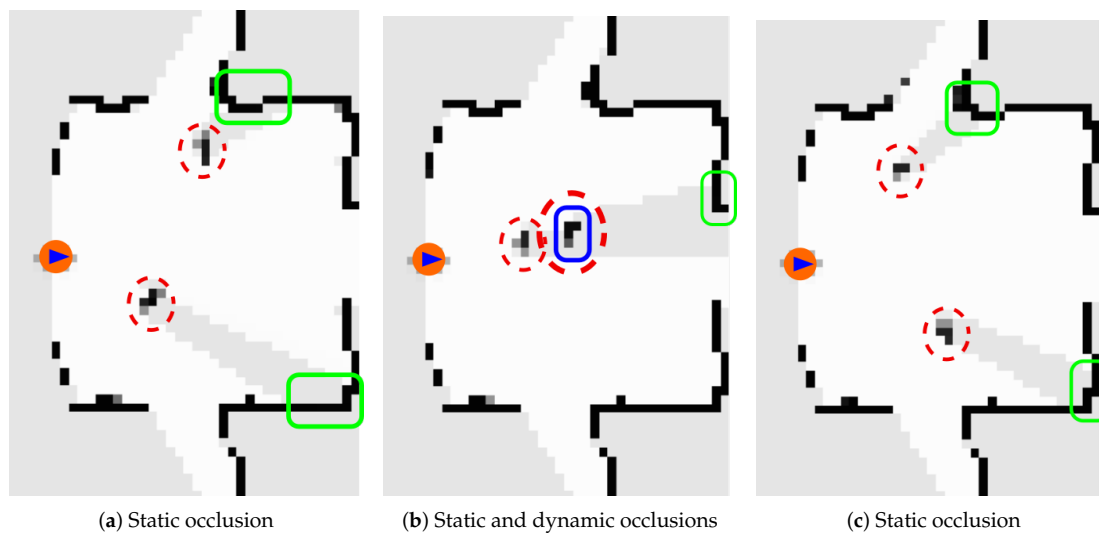 (a) Static occlusion
(b) Static and dynamic occlusions
(c) Static occlusion